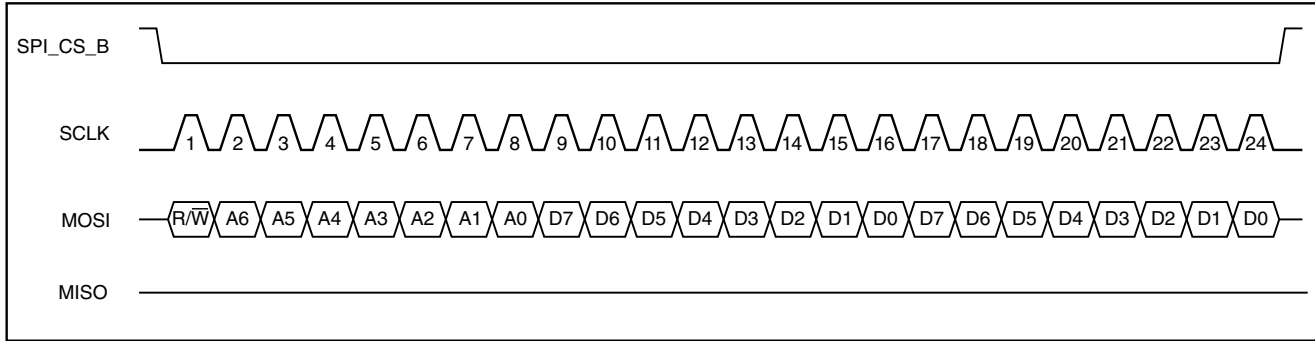 SPI_CS_B
SCLK 1 2 3 4 5 6 7 8 9 10 11 12 13 14 15 16 17 18 19 20 21 22 23 24
MOSI R/W̅ A6 A5 A4 A3 A2 A1 A0 D7 D6 D5 D4 D3 D2 D1 D0 D7 D6 D5 D4 D3 D2 D1 D0
MISO